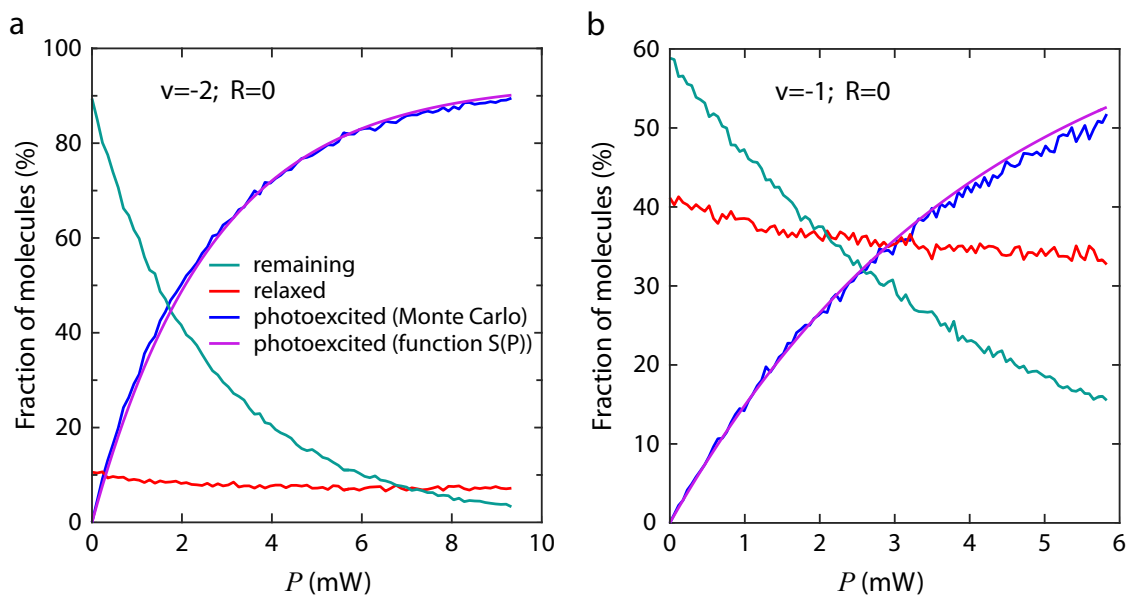 a
v=-2; R=0
Fraction of molecules (%)
100
80
60
40
20
0
remaining
relaxed
photoexcited (Monte Carlo)
photoexcited (function S(P))
0 2 4 6 8 10
P (mW)
b
v=-1; R=0
Fraction of molecules (%)
60
50
40
30
20
10
0
0 1 2 3 4 5 6
P (mW)